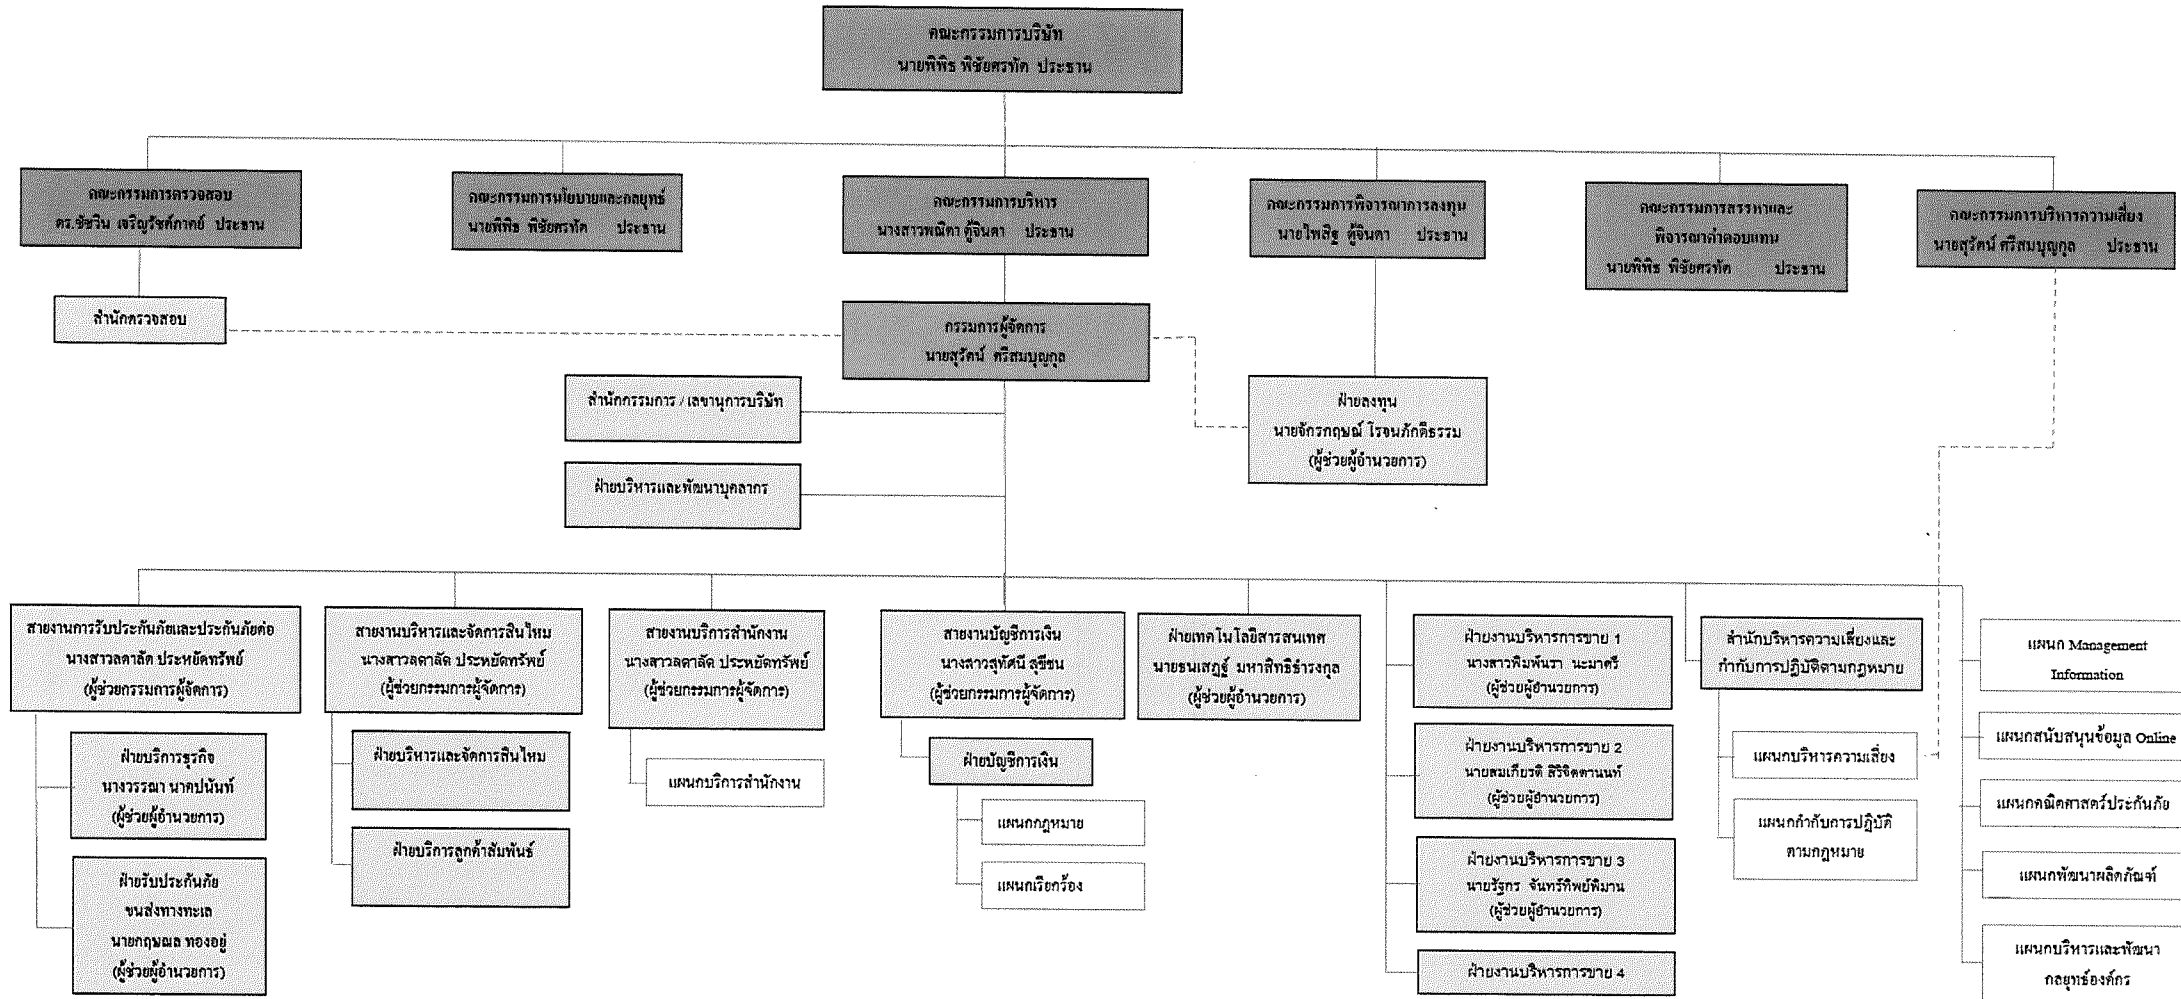 คณะกรรมการบริษัท
นายพิพิธ พิชัยศรทัต ประธาน
คณะกรรมการตรวจสอบ
ดร.ชัชวิน เจริญรัชต์ภาคย์ ประธาน
คณะกรรมการนโยบายและกลยุทธ์
นายพิพิธ พิชัยศรทัต ประธาน
คณะกรรมการบริหาร
นางสาวพณิตา ตู้จินดา ประธาน
คณะกรรมการพิจารณาการลงทุน
นายไพสิฐ ตู้จินดา ประธาน
คณะกรรมการสรรหาและ
พิจารณาค่าตอบแทน
นายพิพิธ พิชัยศรทัต ประธาน
คณะกรรมการบริหารความเสี่ยง
นายสุรัตน์ ศรีสมบุญกูล ประธาน
สำนักตรวจสอบ
กรรมการผู้จัดการ
นายสุรัตน์ ศรีสมบุญกูล
สำนักกรรมการ / เลขานุการบริษัท
ฝ่ายลงทุน
นายจักรกฤษณ์ โรจนภักดีธรรม
(ผู้ช่วยผู้อำนวยการ)
ฝ่ายบริหารและพัฒนาบุคลากร
สายงานการรับประกันภัยและประกันภัยต่อ
นางสาวลดาลัด ประหยัดทรัพย์
(ผู้ช่วยกรรมการผู้จัดการ)
ฝ่ายบริการธุรกิจ
นางวรรณา นาคปนันท์
(ผู้ช่วยผู้อำนวยการ)
ฝ่ายรับประกันภัย
ขนส่งทางทะเล
นายกฤษณล ทองอยู่
(ผู้ช่วยผู้อำนวยการ)
สายงานบริหารและจัดการสินไหม
นางสาวลดาลัด ประหยัดทรัพย์
(ผู้ช่วยกรรมการผู้จัดการ)
ฝ่ายบริหารและจัดการสินไหม
ฝ่ายบริการลูกค้าสัมพันธ์
สายงานบริการสำนักงาน
นางสาวลดาลัด ประหยัดทรัพย์
(ผู้ช่วยกรรมการผู้จัดการ)
แผนกบริการสำนักงาน
สายงานบัญชีการเงิน
นางสาวสุทัศนี สุขีชน
(ผู้ช่วยกรรมการผู้จัดการ)
ฝ่ายบัญชีการเงิน
แผนกกฎหมาย
แผนกเรียกร้อง
ฝ่ายเทคโนโลยีสารสนเทศ
นายธนเสฎฐ์ มหาสิทธิธำรงกุล
(ผู้ช่วยผู้อำนวยการ)
ฝ่ายงานบริหารการขาย 1
นางสาวพิมพ์นรา นะมาตรี
(ผู้ช่วยผู้อำนวยการ)
ฝ่ายงานบริหารการขาย 2
นายสมเกียรติ สิริจิตตานนท์
(ผู้ช่วยผู้อำนวยการ)
ฝ่ายงานบริหารการขาย 3
นายรัฐกร จันทร์ทิพย์พิมาน
(ผู้ช่วยผู้อำนวยการ)
ฝ่ายงานบริหารการขาย 4
สำนักบริหารความเสี่ยงและ
กำกับการปฏิบัติตามกฎหมาย
แผนกบริหารความเสี่ยง
แผนกกำกับการปฏิบัติ
ตามกฎหมาย
แผนก Management
Information
แผนกสนับสนุนข้อมูล Online
แผนกคณิตศาสตร์ประกันภัย
แผนกพัฒนาผลิตภัณฑ์
แผนกบริหารและพัฒนา
กลยุทธ์องค์กร